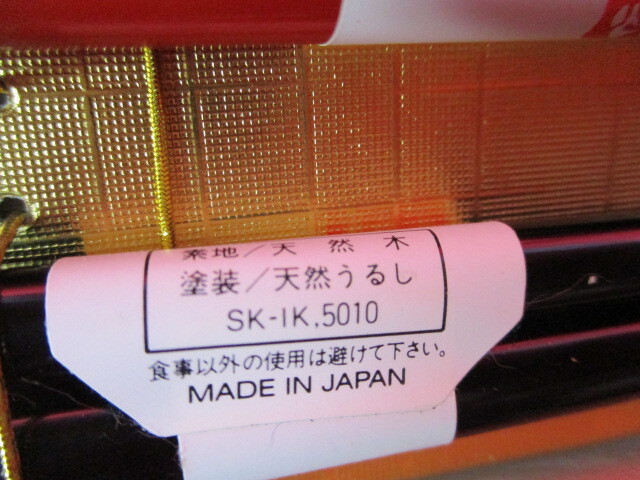 素地/天然木
塗装/天然うるし
SK-IK,5010
食事以外の使用は避けて下さい。
MADE IN JAPAN